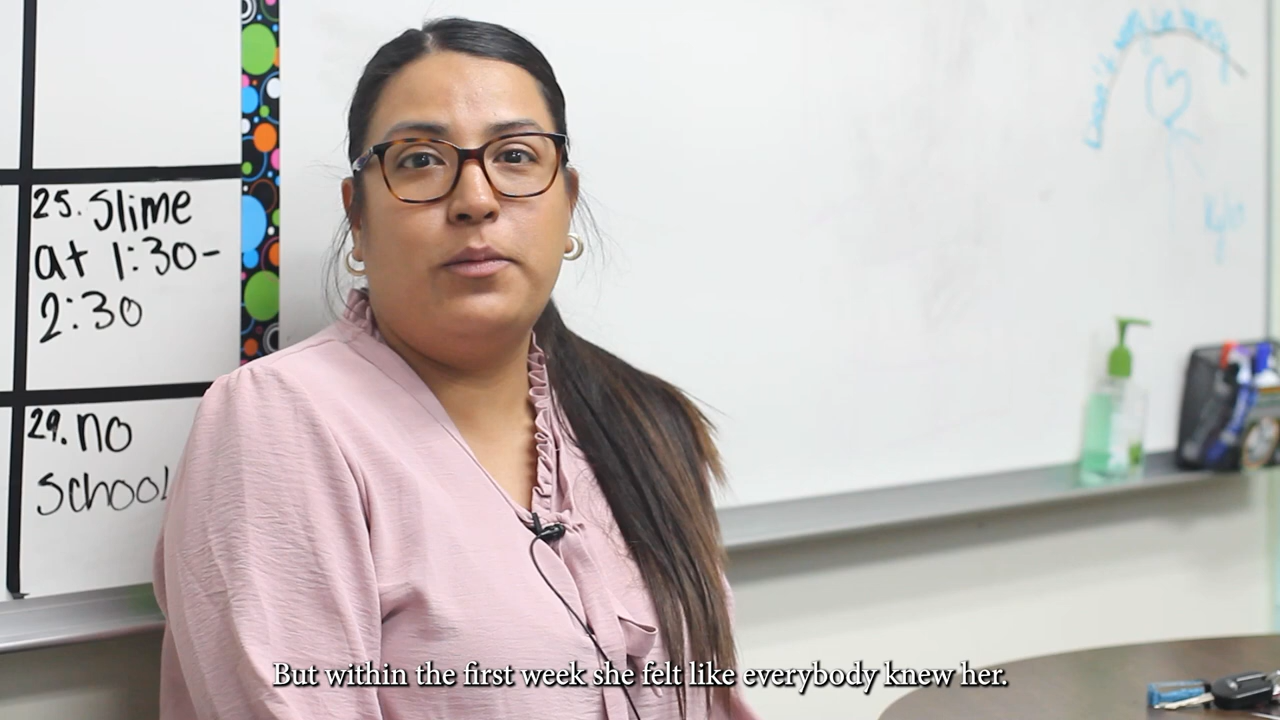 25. Slime
at 1:30-
2:30
29. no
school
But within the first week she felt like everybody knew her.